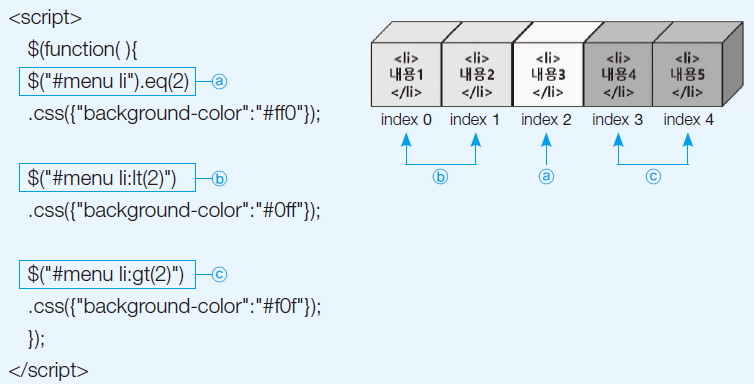 <script>
$(function( ){
$("#menu li").eq(2) ⓐ
.css({"background-color":"#ff0"});
$("#menu li:lt(2)") ⓑ
.css({"background-color":"#0ff"});
$("#menu li:gt(2)") ⓒ
.css({"background-color":"#f0f"});
});
</script>
<li> <li> <li> <li> <li>
내용1 내용2 내용3 내용4 내용5
</li> </li> </li> </li> </li>
index 0 index 1 index 2 index 3 index 4
ⓑ ⓐ ⓒ